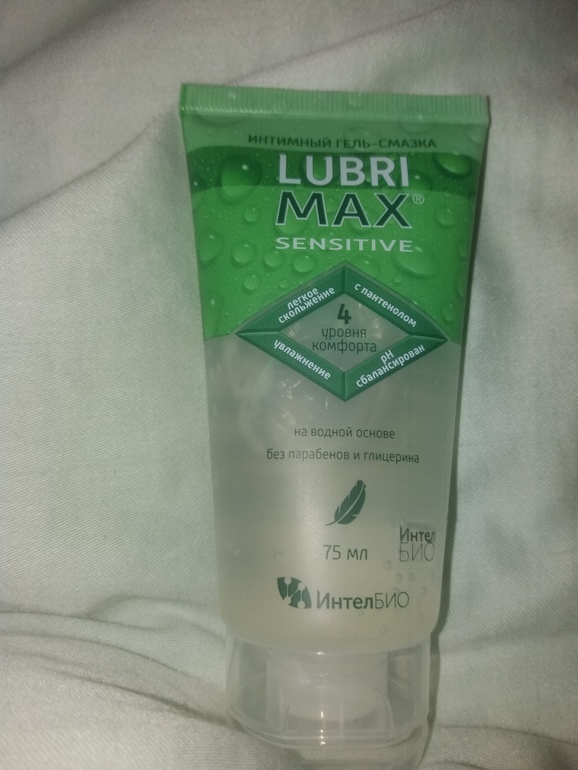 ИНТИМНЫЙ ГЕЛЬ-СМАЗКА
LUBRI
MAX®
SENSITIVE
легкое
скольжение
с пантенолом
4
уровня
комфорта
увлажнение
pH
сбалансирован
на водной основе
без парабенов и глицерина
75 мл
Интел
БИО
ИнтелБИО